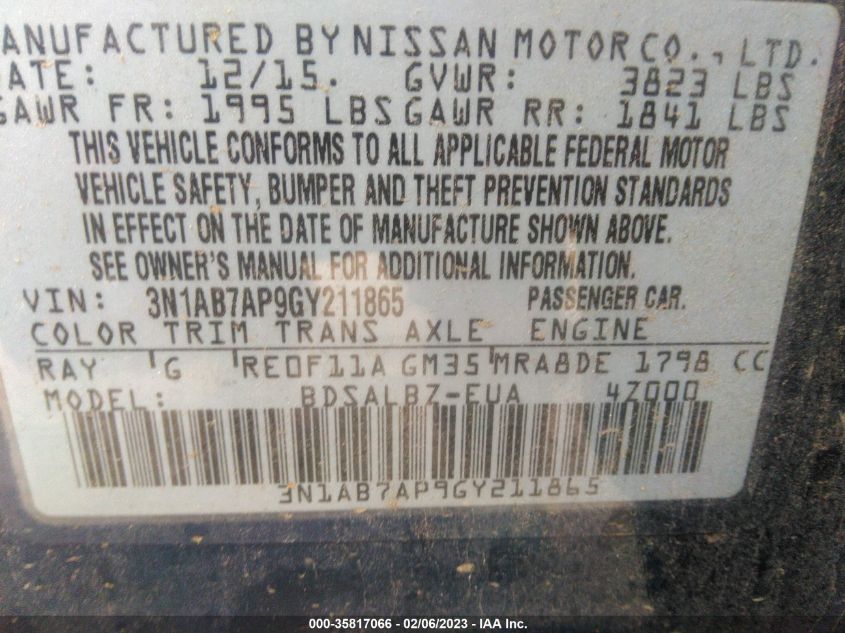 ANUFACTURED BY NISSAN MOTOR CO., LTD.
DATE: 12/15. GVWR: 3823 LBS
GAWR FR: 1995 LBS GAWR RR: 1841 LBS
THIS VEHICLE CONFORMS TO ALL APPLICABLE FEDERAL MOTOR
VEHICLE SAFETY, BUMPER AND THEFT PREVENTION STANDARDS
IN EFFECT ON THE DATE OF MANUFACTURE SHOWN ABOVE.
SEE OWNER'S MANUAL FOR ADDITIONAL INFORMATION.
VIN: 3N1AB7AP9GY211865 PASSENGER CAR.
COLOR TRIM TRANS AXLE ENGINE
RAY G RE0F11A GM35 MRA8DE 1798 CC
MODEL: BDSALBZ-EUA 4Z000
3N1AB7AP9GY211865
000-35817066 - 02/06/2023 - IAA Inc.